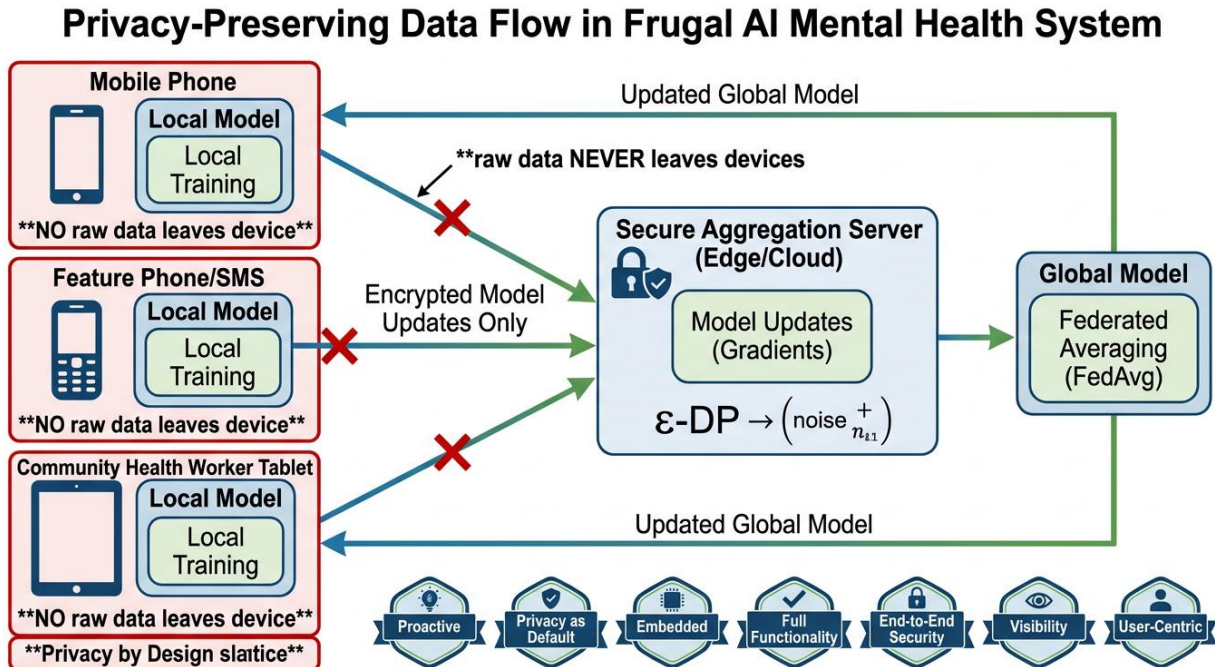 Privacy-Preserving Data Flow in Frugal AI Mental Health System
Mobile Phone
Local Model
Local
Training
**NO raw data leaves device**
Feature Phone/SMS
Local Model
Local
Training
**NO raw data leaves device**
Community Health Worker Tablet
Local Model
Local
Training
**NO raw data leaves device**
**Privacy by Design slaıtice**
Updated Global Model
**raw data NEVER leaves devices
Encrypted Model
Updates Only
Secure Aggregation Server
(Edge/Cloud)
Model Updates
(Gradients)
ε-DP → (noise +
Global Model
Federated
Averaging
(FedAvg)
Updated Global Model
Proactive
Privacy as
Default
Embedded
Full
Functionality
End-to-End
Security
Visibility
User-Centric